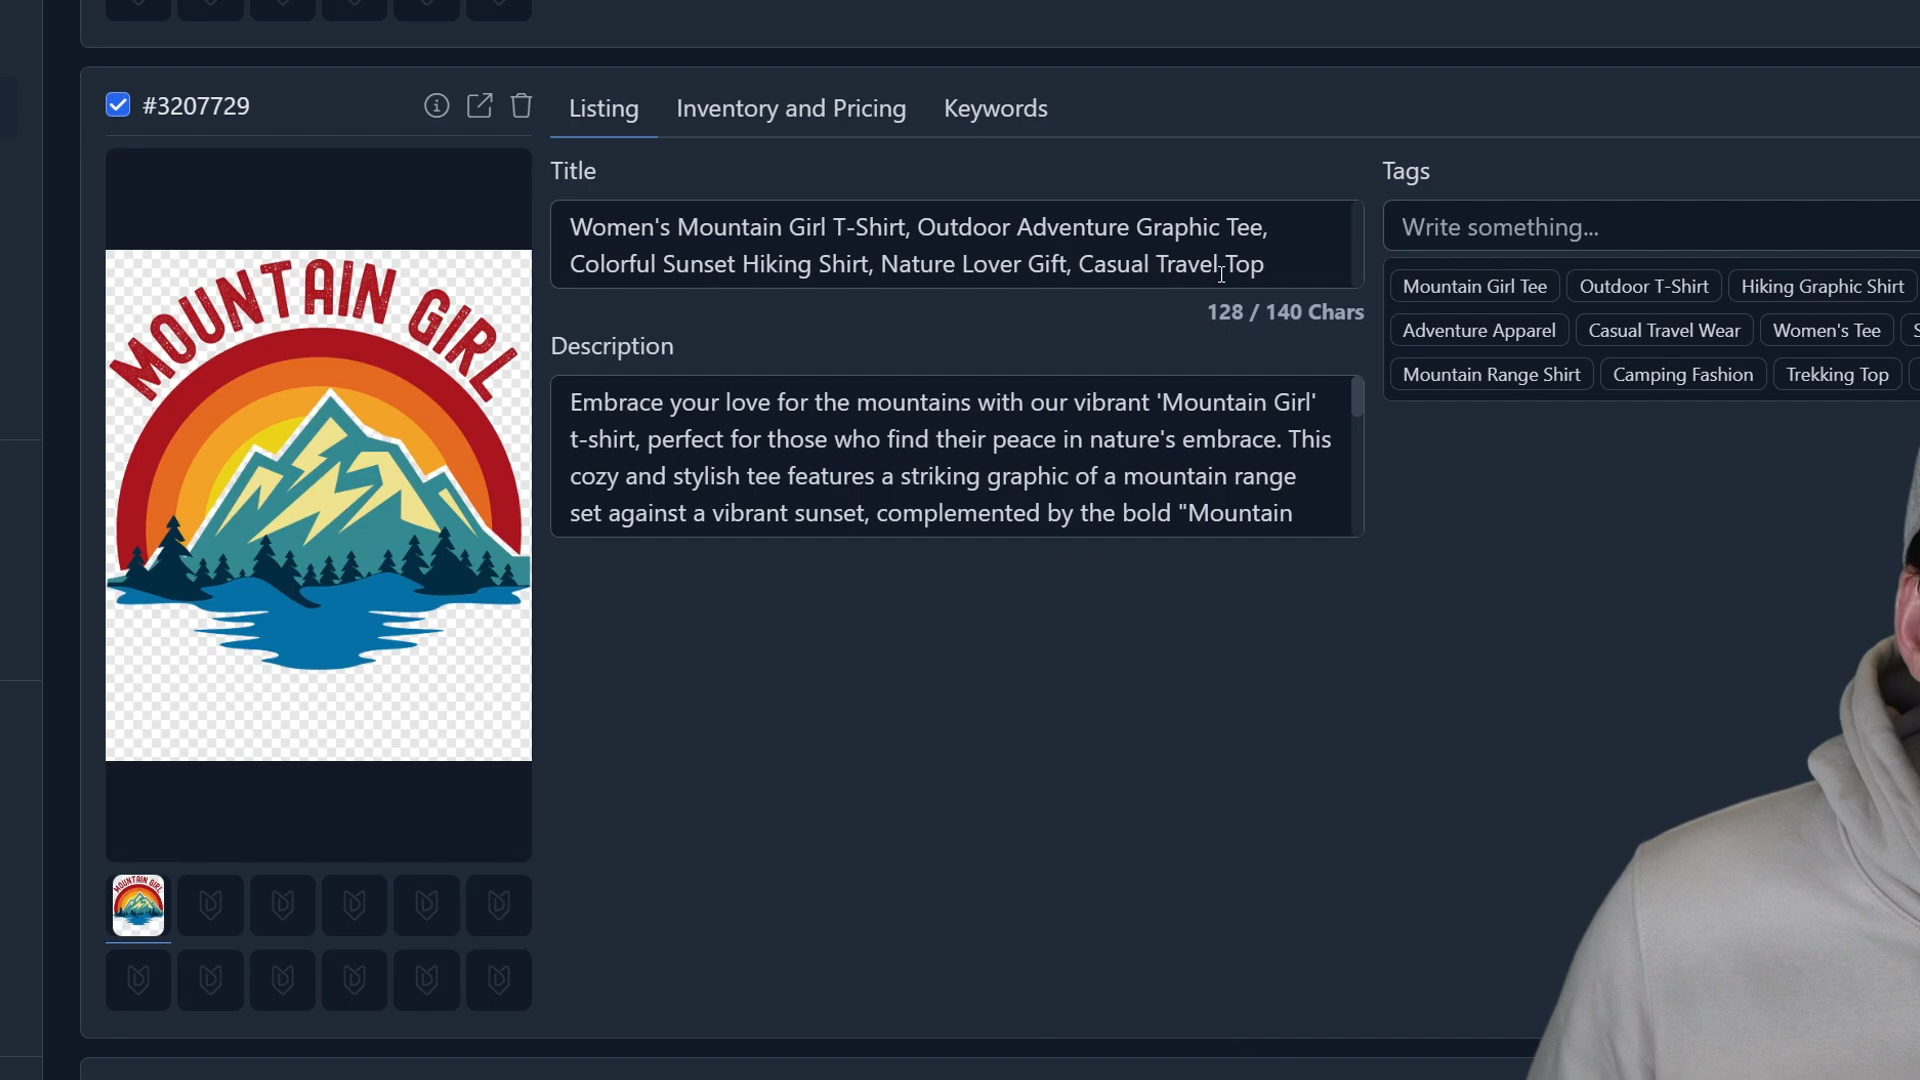 #3207729
Listing
Inventory and Pricing
Keywords
Title
Women's Mountain Girl T-Shirt, Outdoor Adventure Graphic Tee,
Colorful Sunset Hiking Shirt, Nature Lover Gift, Casual Travel Top
128 / 140 Chars
Description
Embrace your love for the mountains with our vibrant 'Mountain Girl'
t-shirt, perfect for those who find their peace in nature's embrace. This
cozy and stylish tee features a striking graphic of a mountain range
set against a vibrant sunset, complemented by the bold "Mountain
Tags
Write something...
Mountain Girl Tee
Outdoor T-Shirt
Hiking Graphic Shirt
Adventure Apparel
Casual Travel Wear
Women's Tee
S
Mountain Range Shirt
Camping Fashion
Trekking Top
MOUNTAIN GIRL
MOUNTAIN GIRL